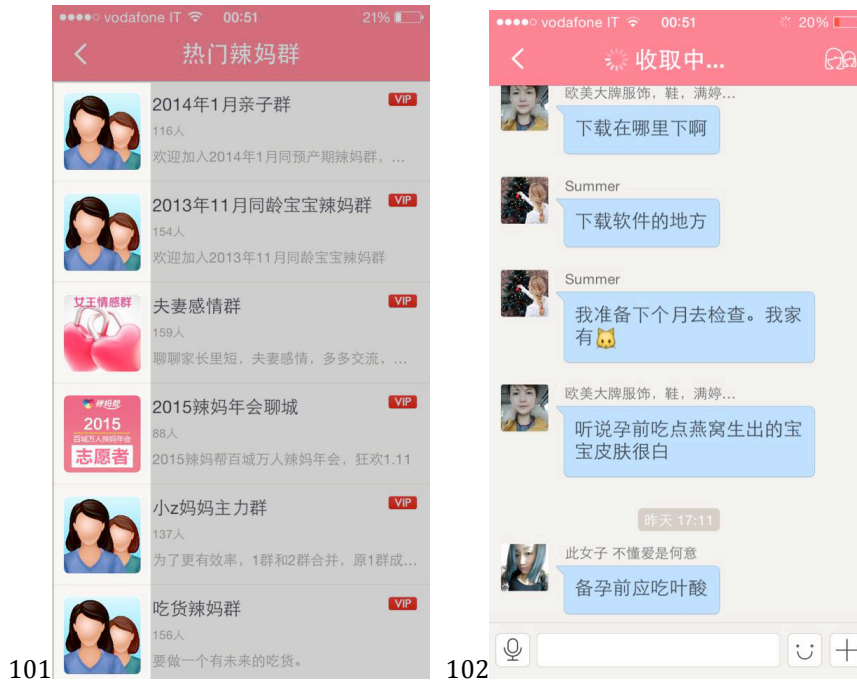 vodafone IT 00:51 21%
热门辣妈群
2014年1月亲子群 VIP
116人
欢迎加入2014年1月同预产期辣妈群，...
2013年11月同龄宝宝辣妈群 VIP
154人
欢迎加入2013年11月同龄宝宝辣妈群
女王情感群
夫妻感情群 VIP
159人
聊聊家长里短，夫妻感情，多多交流，...
辣妈帮
2015
百城万人辣妈年会
志愿者
2015辣妈年会聊城 VIP
88人
2015辣妈帮百城万人辣妈年会，狂欢1.11
小z妈妈主力群 VIP
137人
为了更有效率，1群和2群合并，原1群成...
吃货辣妈群 VIP
156人
要做一个有未来的吃货。
101
vodafone IT 00:51 20%
收取中...
欧美大牌服饰，鞋，满婷...
下载在哪里下啊
Summer
下载软件的地方
Summer
我准备下个月去检查。我家
有🐱
欧美大牌服饰，鞋，满婷...
听说孕前吃点燕窝生出的宝
宝皮肤很白
昨天 17:11
此女子 不懂爱是何意
备孕前应吃叶酸
102